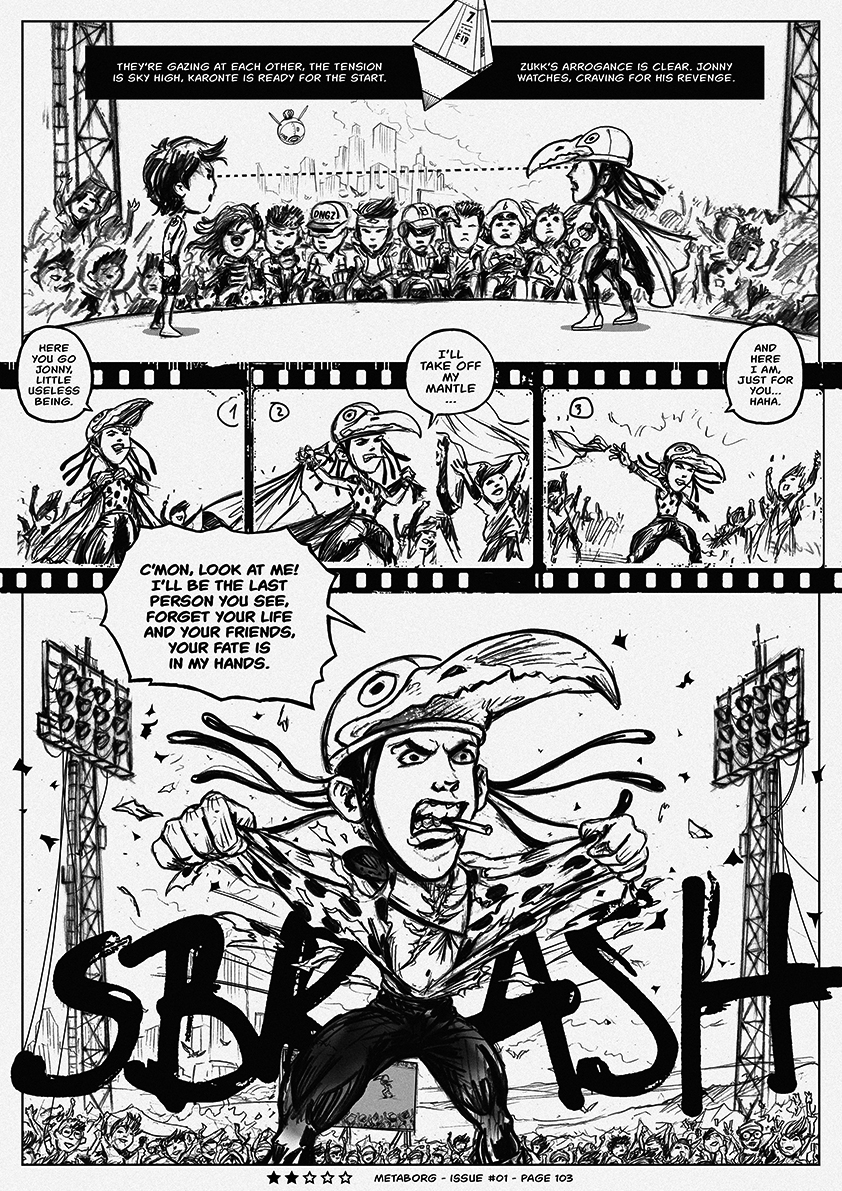 THEY'RE GAZING AT EACH OTHER, THE TENSION
IS SKY HIGH, KARONTE IS READY FOR THE START.
7.
E19
ZUKK'S ARROGANCE IS CLEAR. JONNY
WATCHES, CRAVING FOR HIS REVENGE.
DNGZ
B
HERE
YOU GO
JONNY,
LITTLE
USELESS
BEING.
1
I'LL
TAKE OFF
MY
MANTLE
...
2
AND
HERE
I AM,
JUST FOR
YOU...
HAHA.
3
C'MON, LOOK AT ME!
I'LL BE THE LAST
PERSON YOU SEE,
FORGET YOUR LIFE
AND YOUR FRIENDS,
YOUR FATE IS
IN MY HANDS.
SBRASH
METABORG - ISSUE #01 - PAGE 103